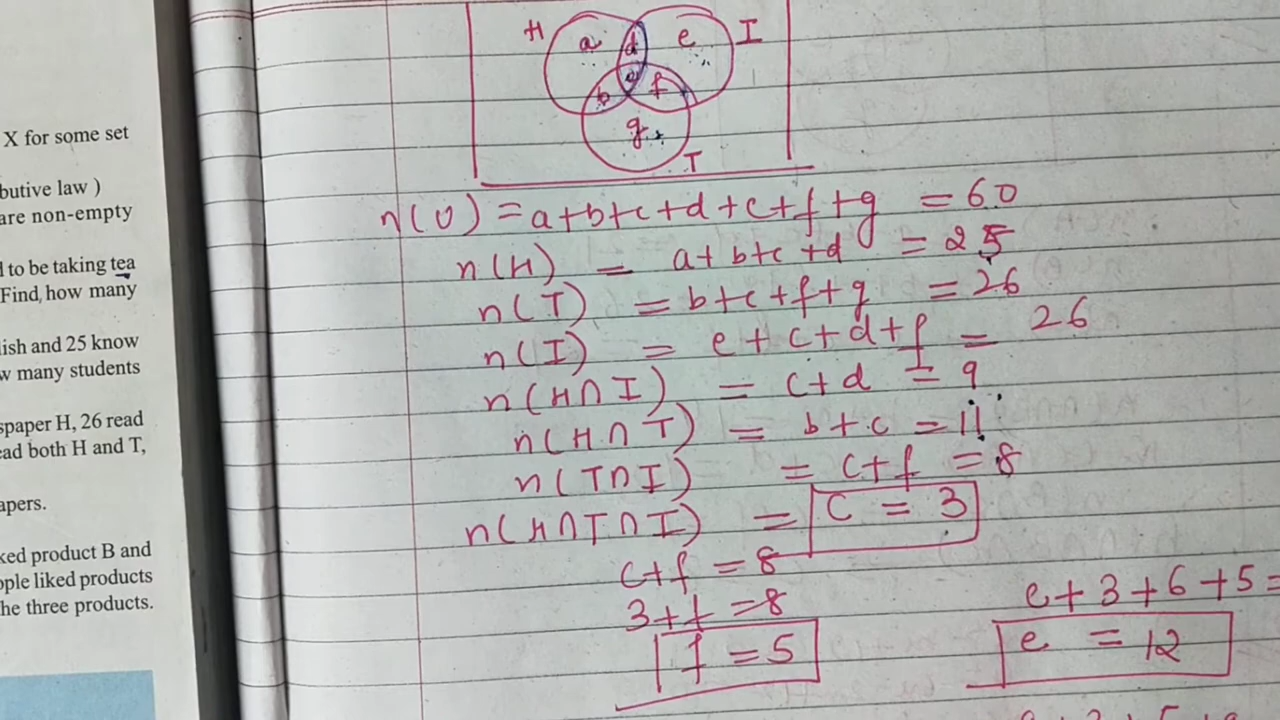 X for some set
butive law )
are non-empty
l to be taking tea
Find, how many
lish and 25 know
w many students
spaper H, 26 read
ead both H and T,
apers.
ked product B and
ople liked products
he three products.
H a d e I
b c f
g
T
n(U) = a+b+c+d+c+f+g = 60
n(H) = a+b+c+d = 25
n(T) = b+c+f+g = 26
n(I) = e+c+d+f = 26
n(H∩I) = c+d = 9
n(H∩T) = b+c = 11
n(T∩I) = c+f = 8
n(H∩T∩I) = C = 3
c+f = 8
3+f = 8
f = 5
e+3+6+5=
e = 12